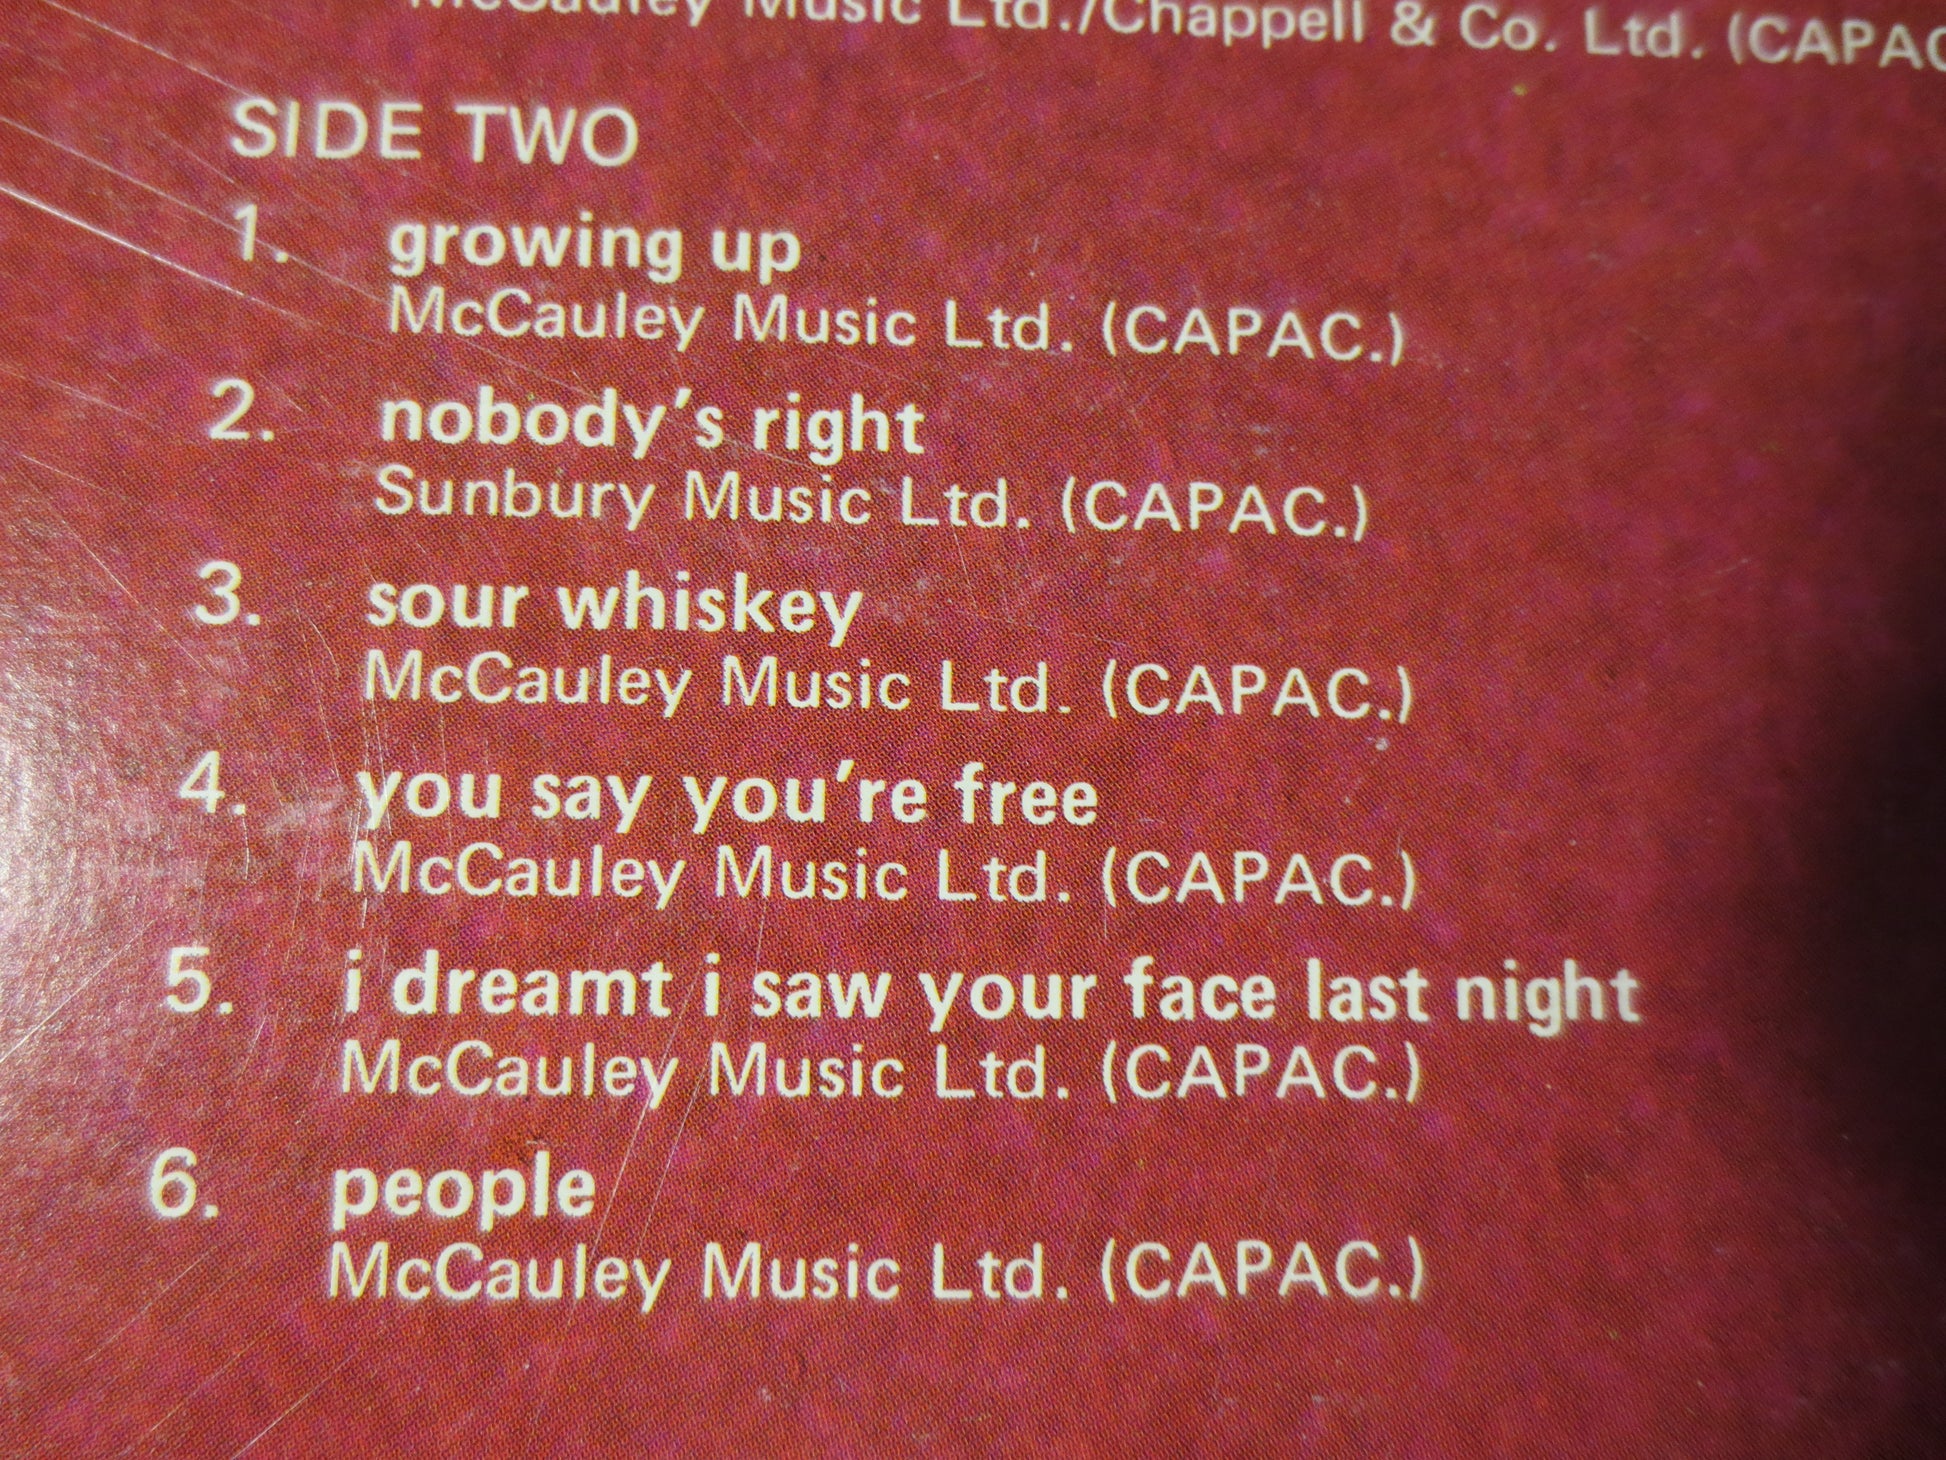 McCauley Music Ltd./Chappell & Co. Ltd. (CAPAC
SIDE TWO
1. growing up
McCauley Music Ltd. (CAPAC.)
2. nobody's right
Sunbury Music Ltd. (CAPAC.)
3. sour whiskey
McCauley Music Ltd. (CAPAC.)
4. you say you're free
McCauley Music Ltd. (CAPAC.)
5. i dreamt i saw your face last night
McCauley Music Ltd. (CAPAC.)
6. people
McCauley Music Ltd. (CAPAC.)